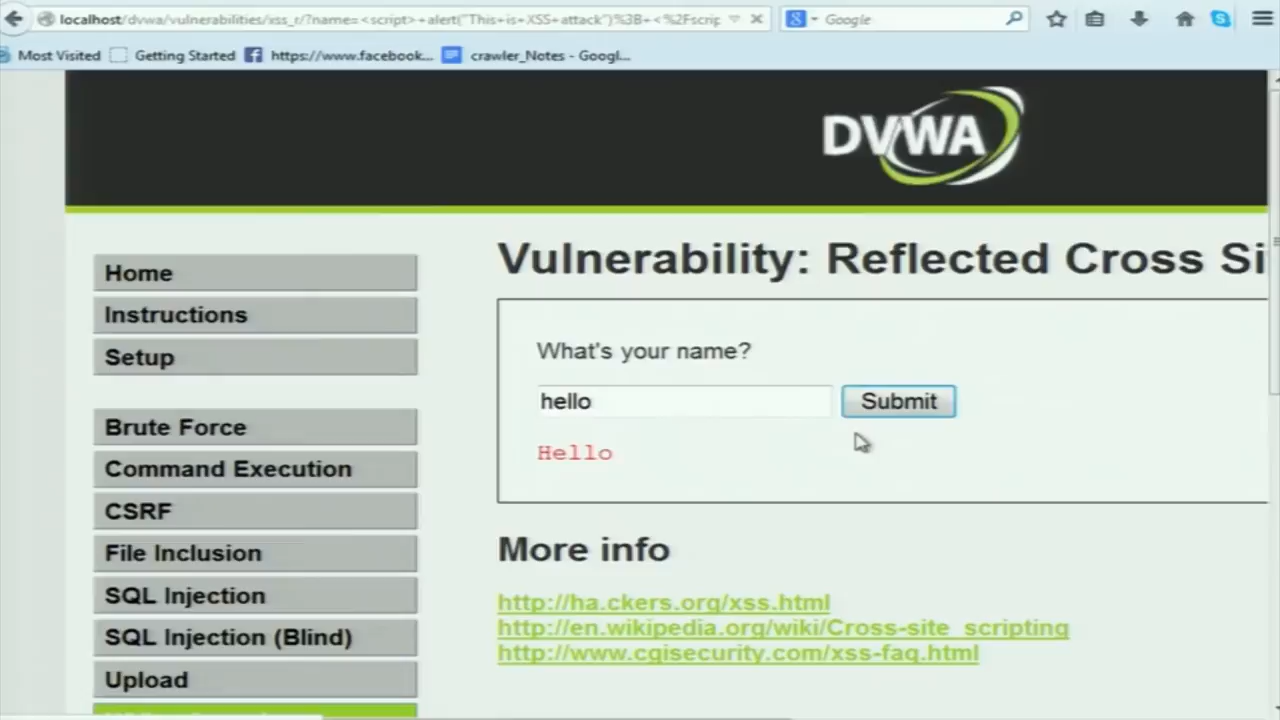 localhost/dvwa/vulnerabilities/xss_r/?name=<script>+alert("This+is+XSS+attack")%3B+<%2Fscrip
Google
Most Visited Getting Started https://www.facebook... crawler_Notes - Googl...
DVWA
Vulnerability: Reflected Cross Si
Home
Instructions
Setup
Brute Force
Command Execution
CSRF
File Inclusion
SQL Injection
SQL Injection (Blind)
Upload
What's your name?
hello Submit
Hello
More info
http://ha.ckers.org/xss.html
http://en.wikipedia.org/wiki/Cross-site_scripting
http://www.cgisecurity.com/xss-faq.html